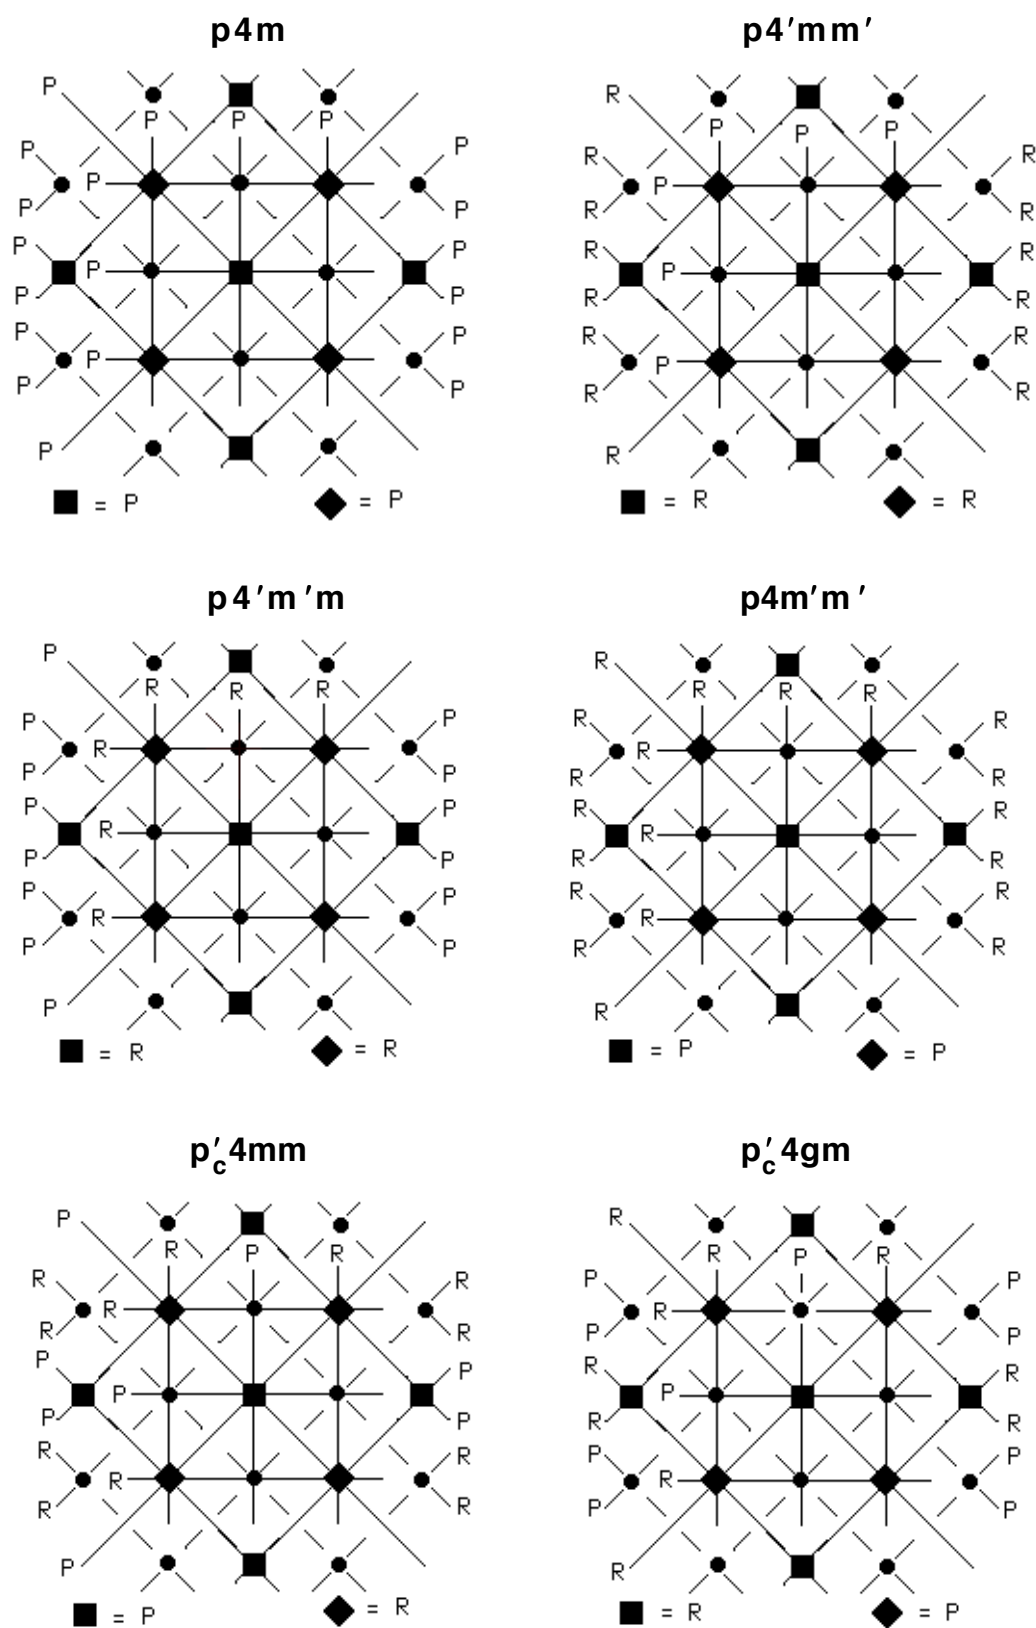 p4m p4′mm′
P R
P P P P P P
P P R R
P P R P R
P P R R
P P P R P R
P P R R
P P R R
P P P R P R
P P R R
= P = P = R = R
p4′m′m p4m′m′
P R
R R R R R R
P P R R
R R
P P R R
P P R R
R R
P P R R
P P R R
R R
P P R R
P R
= R = R = P = P
p′c4mm p′c4gm
P R
R P R R P R
R R P P
R R
R R P P
P P R R
P P
P P R R
R R P P
R R
R R P P
P R
= P = R = R = P